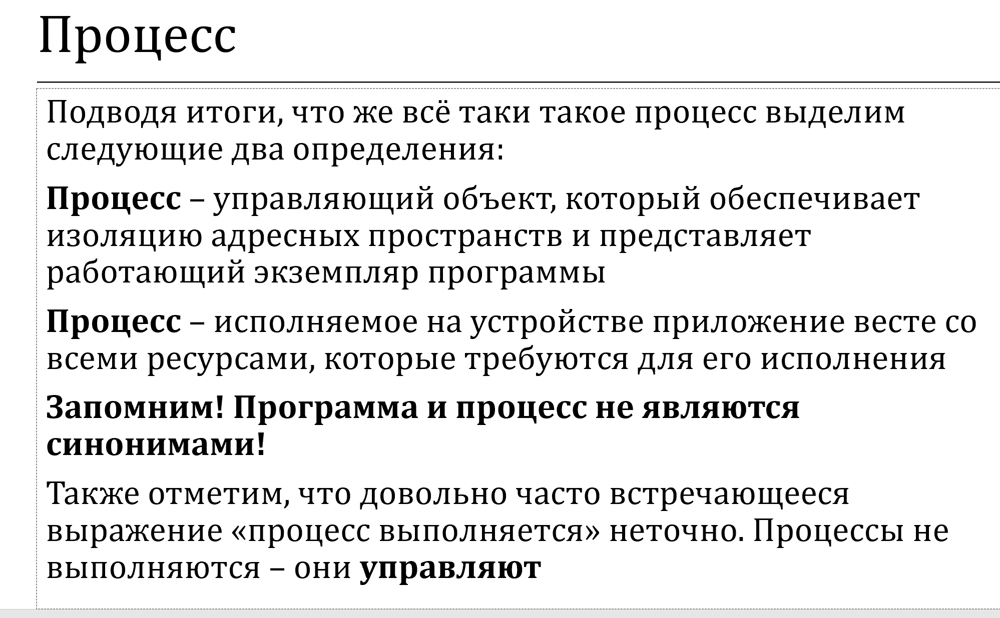 Процесс
Подводя итоги, что же всё таки такое процесс выделим
следующие два определения:
Процесс – управляющий объект, который обеспечивает
изоляцию адресных пространств и представляет
работающий экземпляр программы
Процесс – исполняемое на устройстве приложение весте со
всеми ресурсами, которые требуются для его исполнения
Запомним! Программа и процесс не являются
синонимами!
Также отметим, что довольно часто встречающееся
выражение «процесс выполняется» неточно. Процессы не
выполняются – они управляют